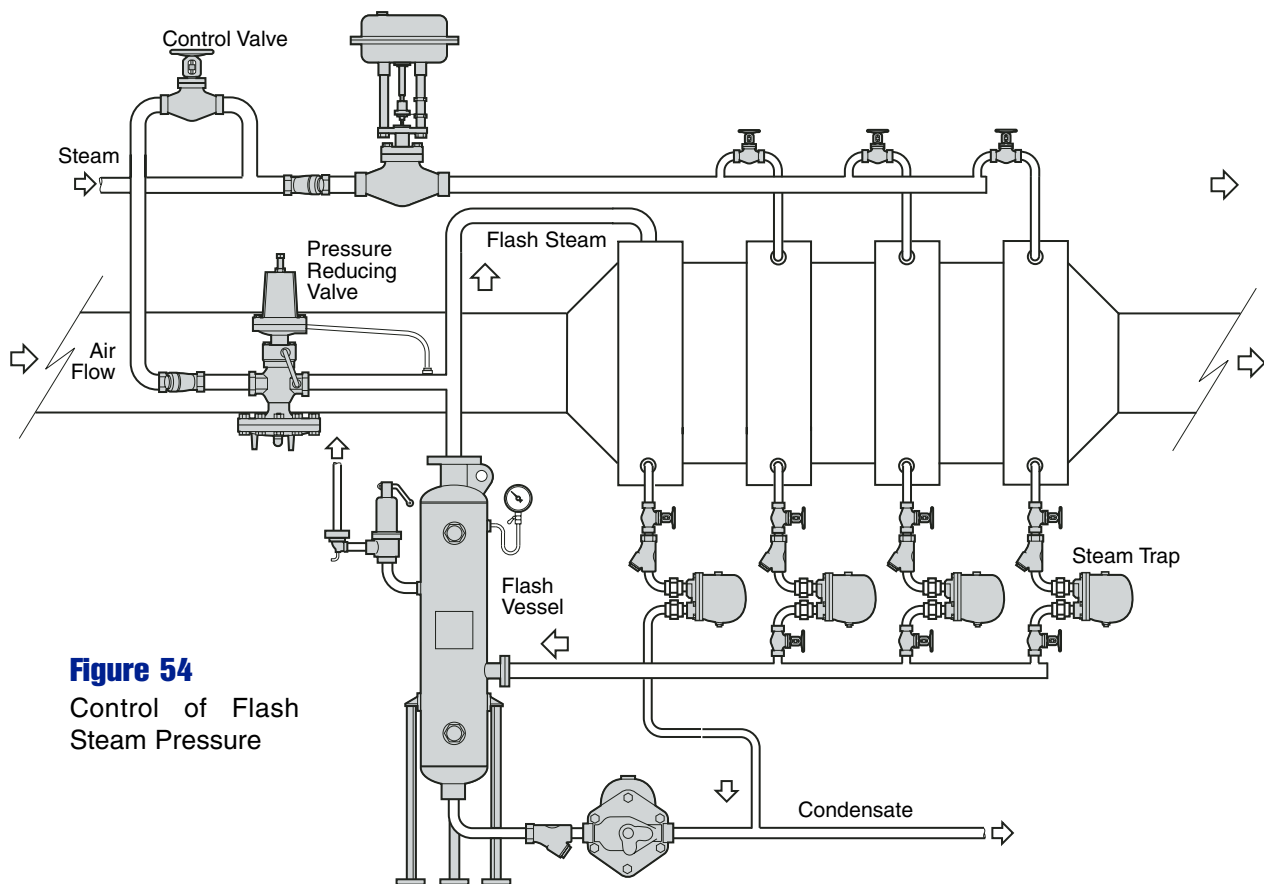 Control Valve
Steam
Flash Steam
Pressure
Reducing
Valve
Air
Flow
Steam Trap
Flash
Vessel
Figure 54
Control of Flash
Steam Pressure
Condensate